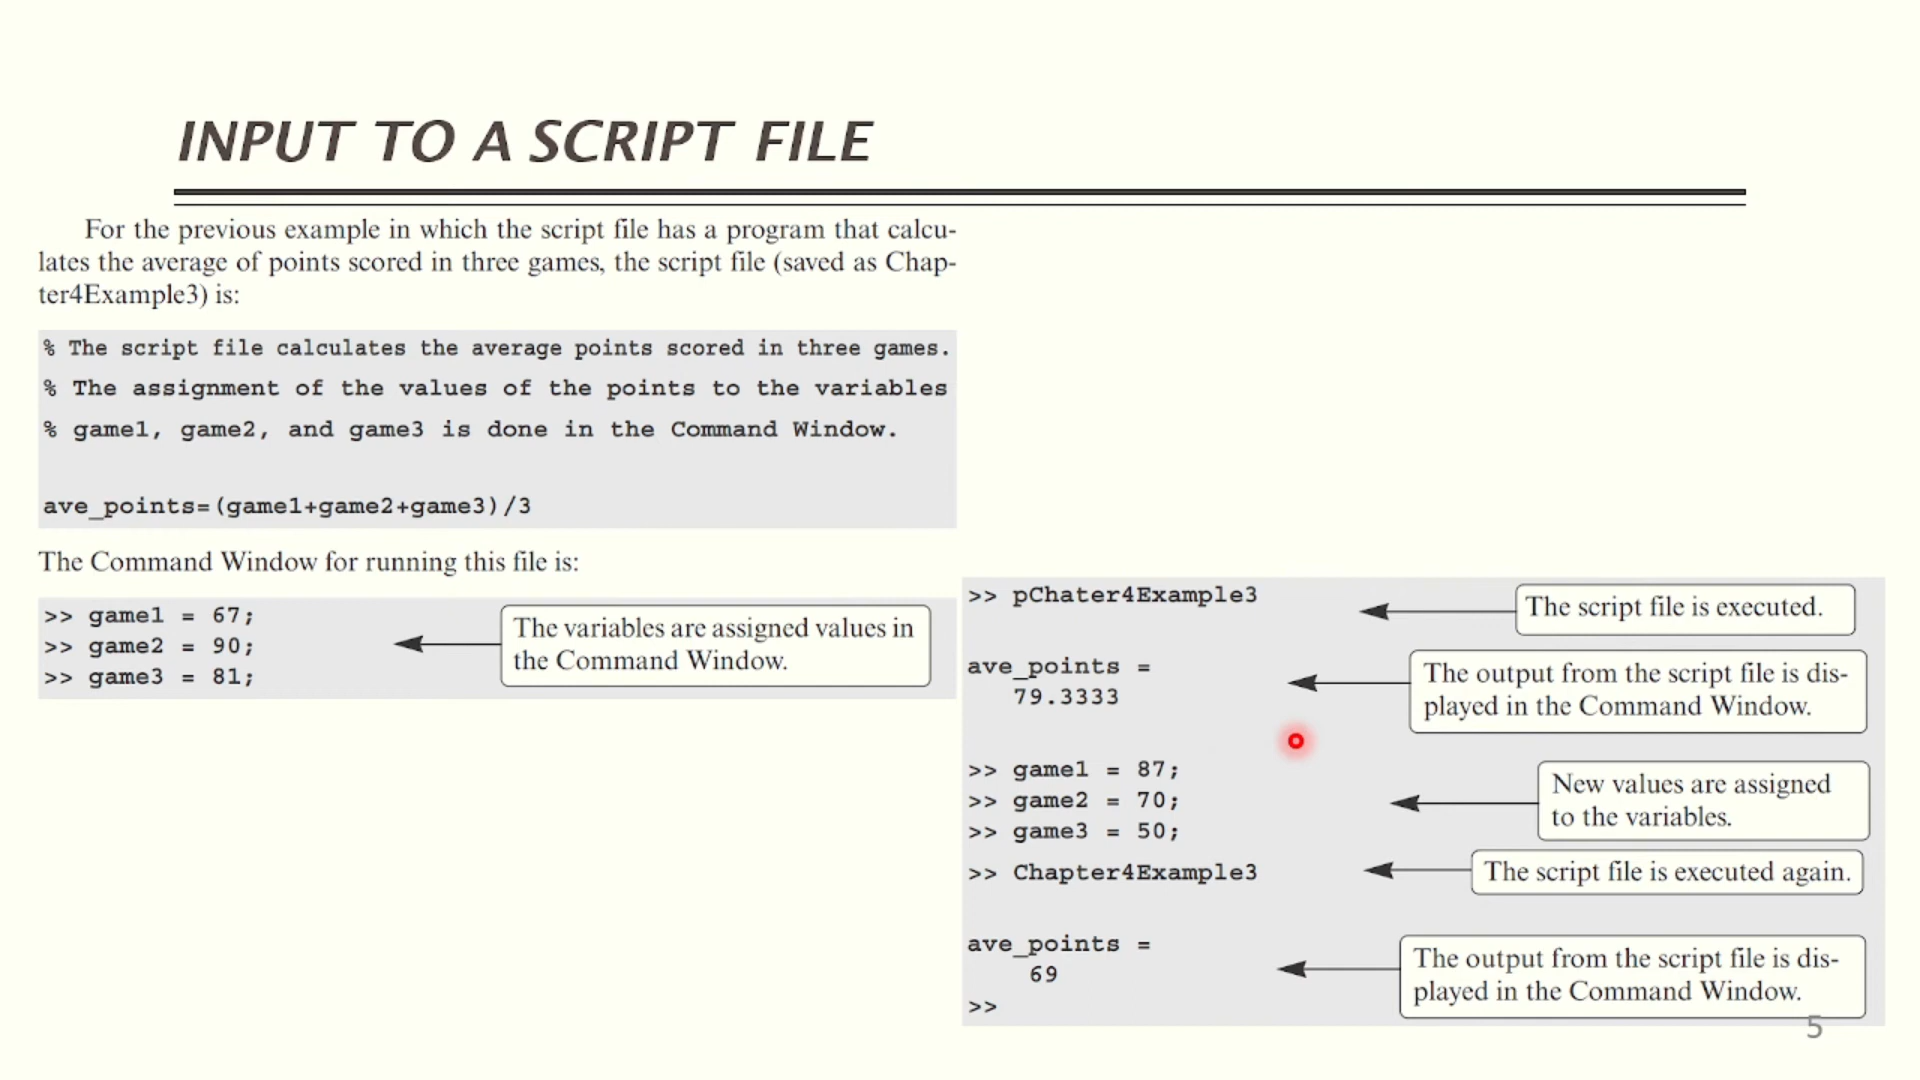 INPUT TO A SCRIPT FILE
For the previous example in which the script file has a program that calcu-
lates the average of points scored in three games, the script file (saved as Chap-
ter4Example3) is:
% The script file calculates the average points scored in three games.
% The assignment of the values of the points to the variables
% game1, game2, and game3 is done in the Command Window.
ave_points=(game1+game2+game3)/3
The Command Window for running this file is:
>> game1 = 67;
>> game2 = 90;
>> game3 = 81;
The variables are assigned values in
the Command Window.
>> pChater4Example3
The script file is executed.
ave_points =
79.3333
The output from the script file is dis-
played in the Command Window.
>> game1 = 87;
>> game2 = 70;
>> game3 = 50;
New values are assigned
to the variables.
>> Chapter4Example3
The script file is executed again.
ave_points =
69
The output from the script file is dis-
played in the Command Window.
>>
5